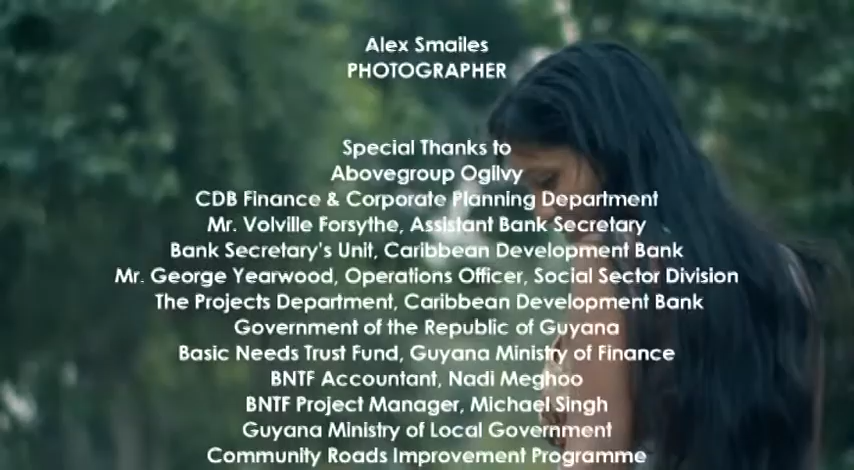 Alex Smailes
PHOTOGRAPHER
Special Thanks to
Abovegroup Ogilvy
CDB Finance & Corporate Planning Department
Mr. Volville Forsythe, Assistant Bank Secretary
Bank Secretary's Unit, Caribbean Development Bank
Mr. George Yearwood, Operations Officer, Social Sector Division
The Projects Department, Caribbean Development Bank
Government of the Republic of Guyana
Basic Needs Trust Fund, Guyana Ministry of Finance
BNTF Accountant, Nadi Meghoo
BNTF Project Manager, Michael Singh
Guyana Ministry of Local Government
Community Roads Improvement Programme